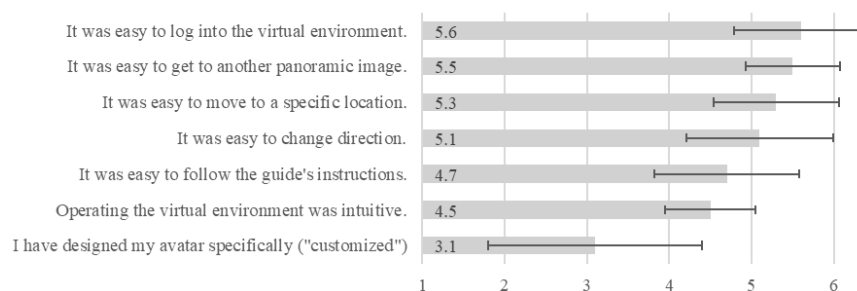 It was easy to log into the virtual environment. 5.6
It was easy to get to another panoramic image. 5.5
It was easy to move to a specific location. 5.3
It was easy to change direction. 5.1
It was easy to follow the guide's instructions. 4.7
Operating the virtual environment was intuitive. 4.5
I have designed my avatar specifically ("customized") 3.1
1 2 3 4 5 6